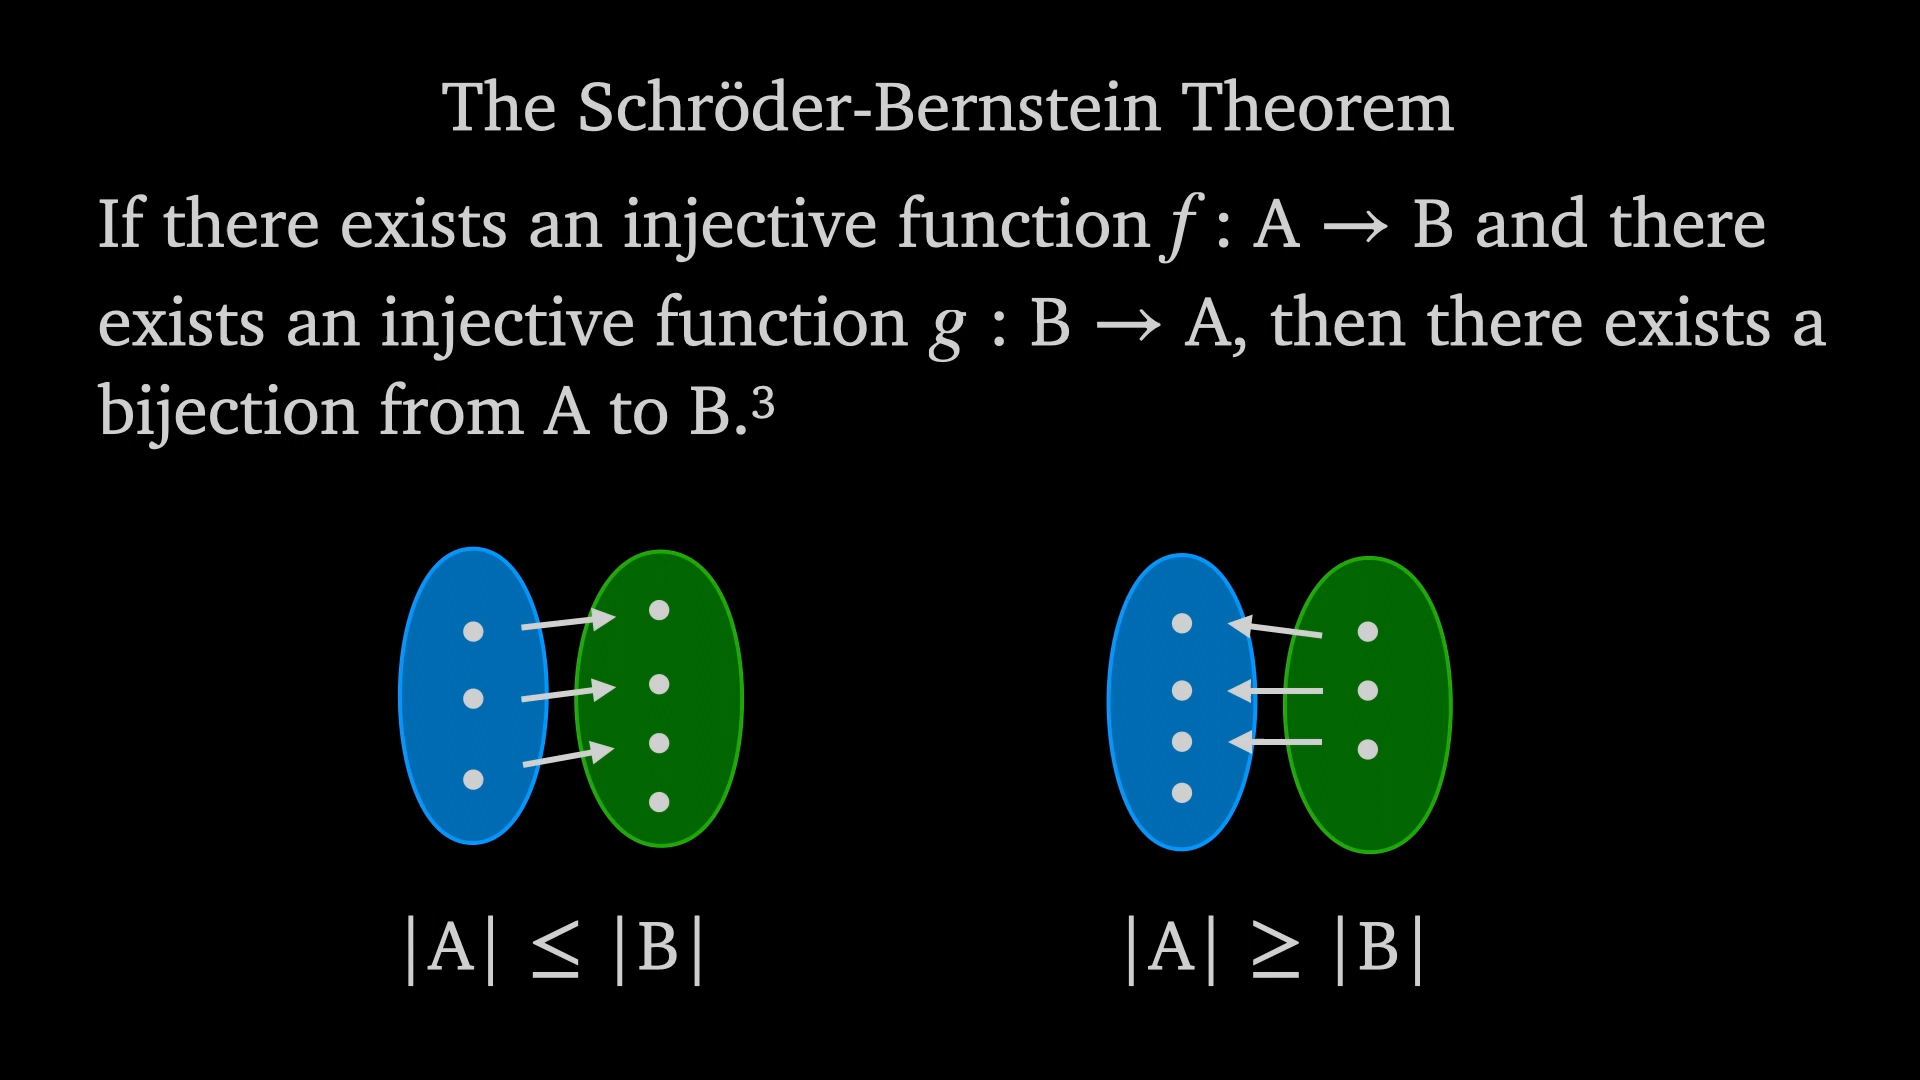 The Schröder-Bernstein Theorem
If there exists an injective function f : A → B and there
exists an injective function g : B → A, then there exists a
bijection from A to B.³
|A| ≤ |B|
|A| ≥ |B|